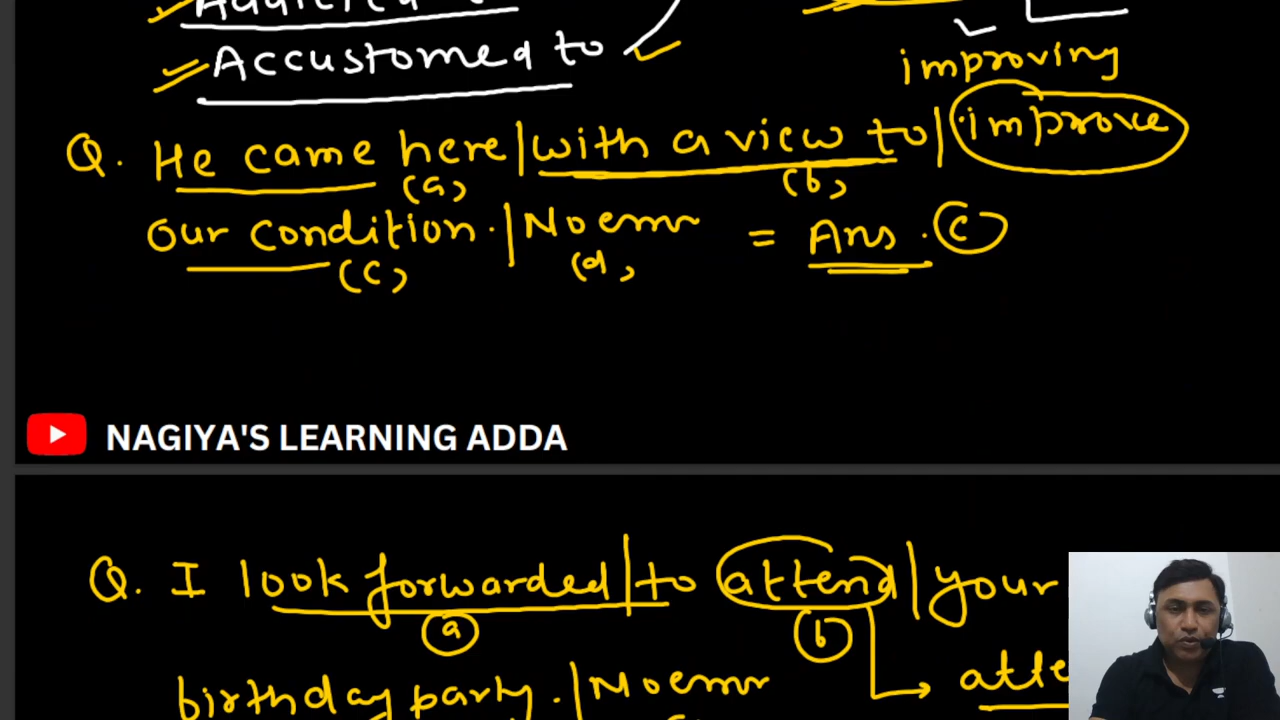 Accustomed to
improving
Q. He came here | with a view to | improve
(a) (b)
our condition. | No error = Ans. (c)
(c) (d)
NAGIYA'S LEARNING ADDA
Q. I look forwarded | to attend | your
(a) (b)
birthday party. | No error